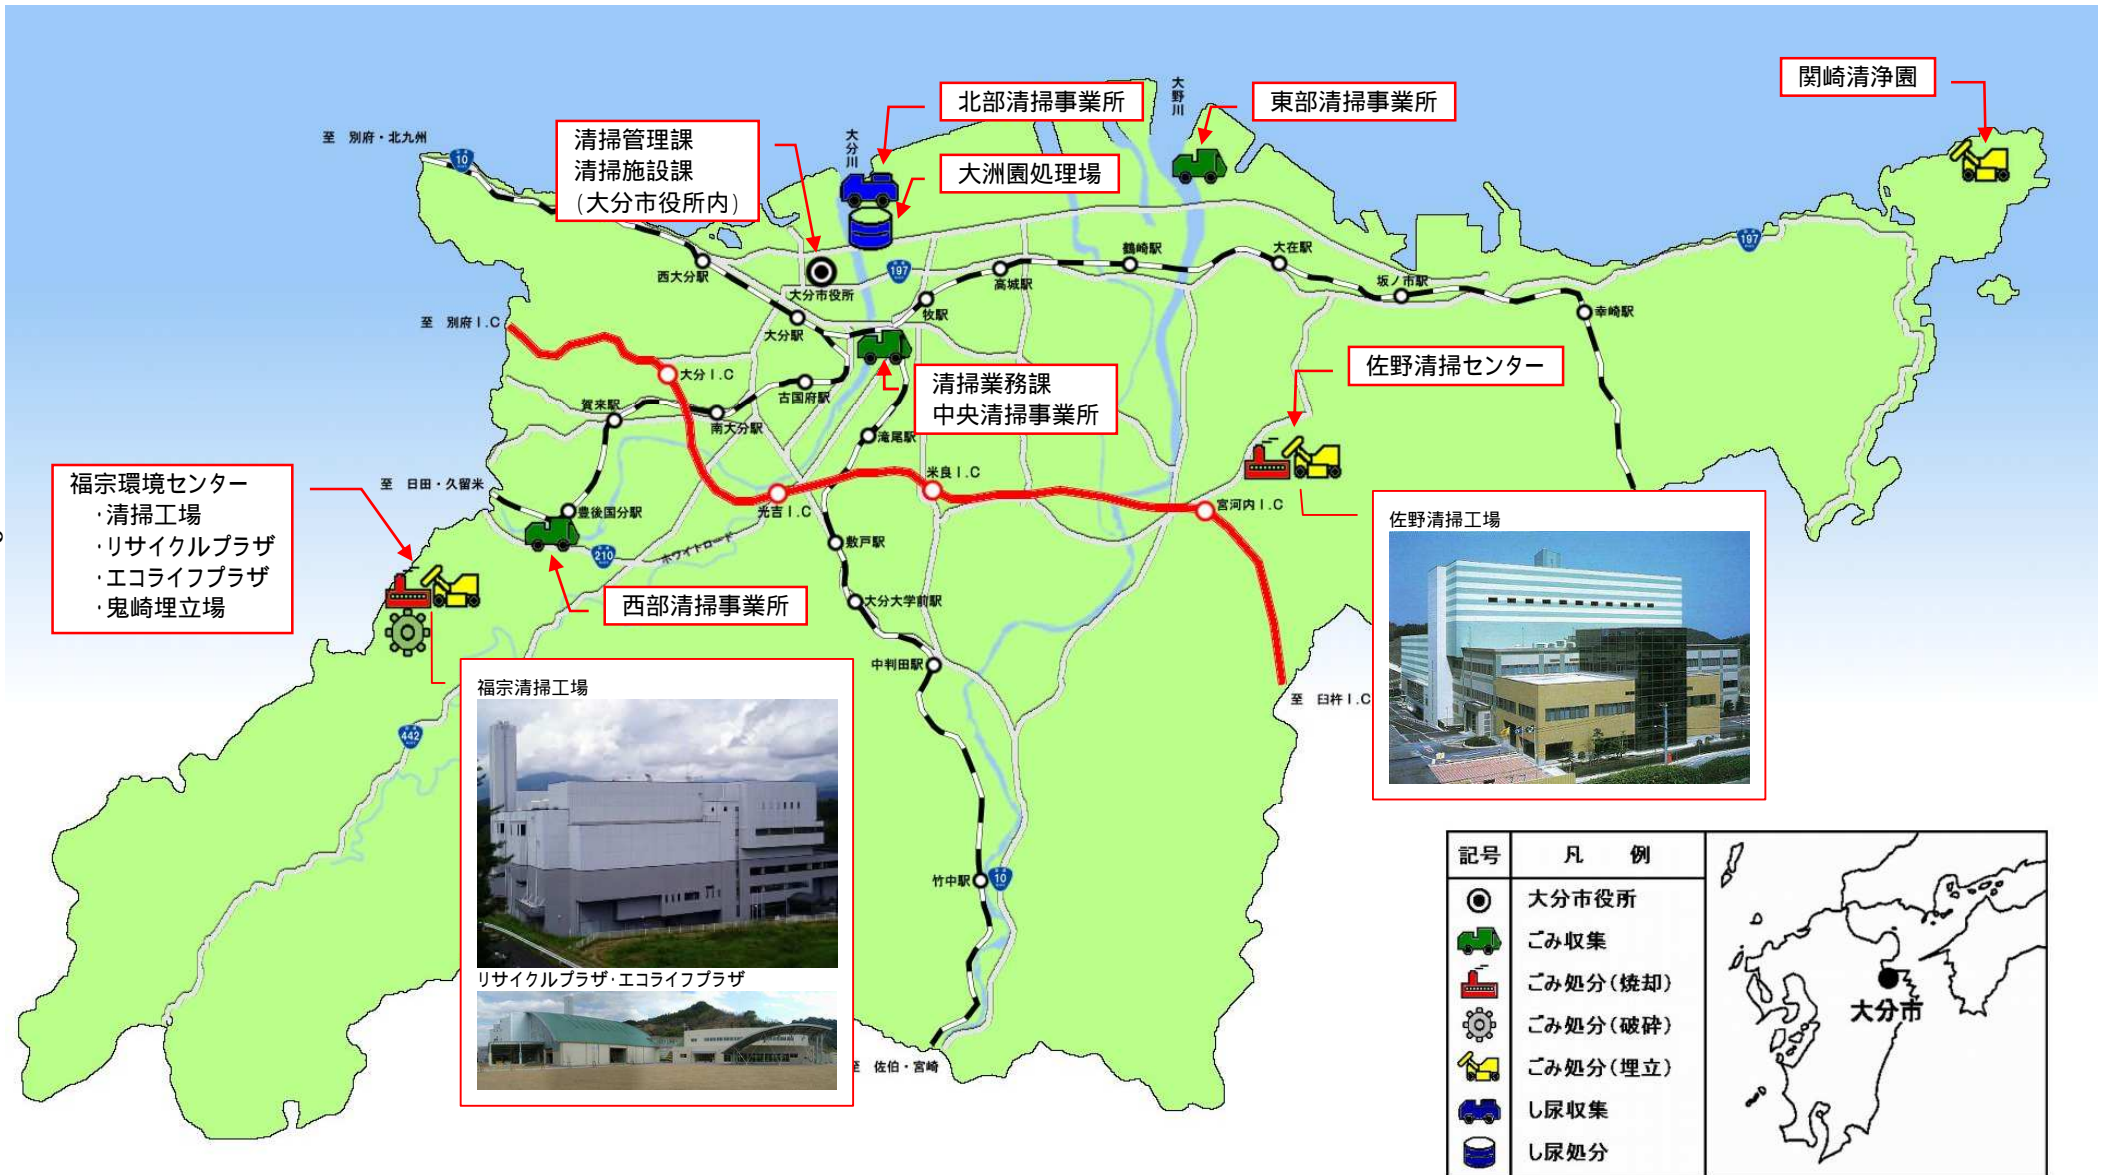 関崎清浄園
北部清掃事業所
東部清掃事業所
大野川
大分川
清掃管理課
清掃施設課
(大分市役所内)
大洲園処理場
至 別府・北九州
10
197
197
西大分駅
大分市役所
鶴崎駅
大在駅
高城駅
坂ノ市駅
幸崎駅
牧駅
大分駅
至 別府I.C
大分I.C
古国府駅
賀来駅
南大分駅
清掃業務課
中央清掃事業所
佐野清掃センター
滝尾駅
米良I.C
光吉I.C
宮河内I.C
至 日田・久留米
豊後国分駅
210
ホワイトロード
敷戸駅
福宗環境センター
・清掃工場
・リサイクルプラザ
・エコライフプラザ
・鬼崎埋立場
西部清掃事業所
大分大学前駅
中判田駅
佐野清掃工場
至 臼杵I.C
442
福宗清掃工場
リサイクルプラザ・エコライフプラザ
竹中駅
10
至 佐伯・宮崎
記号 凡 例
大分市役所
ごみ収集
ごみ処分(焼却)
ごみ処分(破砕)
ごみ処分(埋立)
し尿収集
し尿処分
大分市